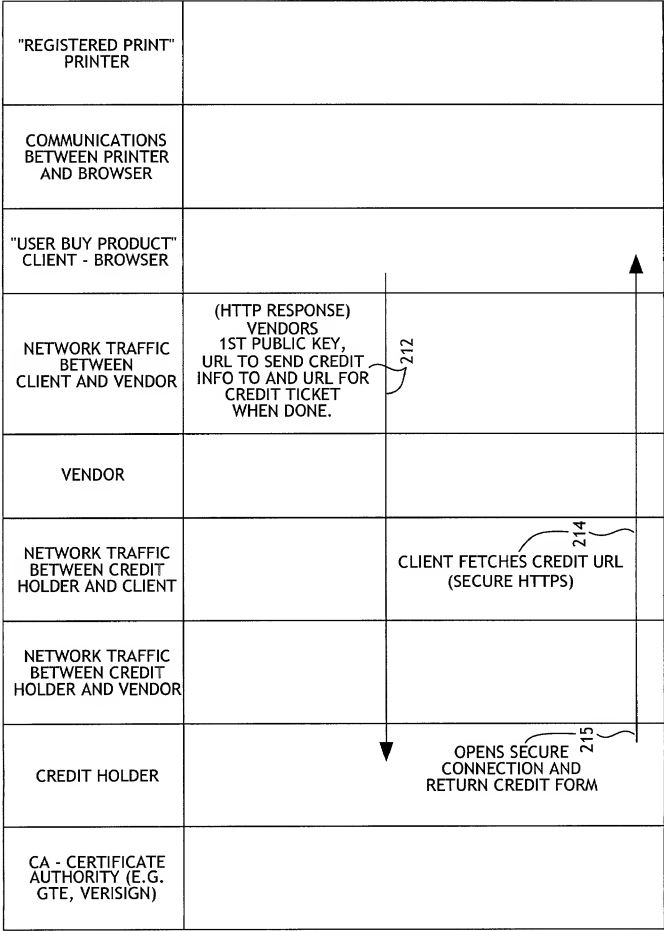 "REGISTERED PRINT"
PRINTER
COMMUNICATIONS
BETWEEN PRINTER
AND BROWSER
"USER BUY PRODUCT"
CLIENT - BROWSER
NETWORK TRAFFIC
BETWEEN
CLIENT AND VENDOR
(HTTP RESPONSE)
VENDORS
1ST PUBLIC KEY,
URL TO SEND CREDIT
INFO TO AND URL FOR
CREDIT TICKET
WHEN DONE.
212
VENDOR
NETWORK TRAFFIC
BETWEEN CREDIT
HOLDER AND CLIENT
214
CLIENT FETCHES CREDIT URL
(SECURE HTTPS)
NETWORK TRAFFIC
BETWEEN CREDIT
HOLDER AND VENDOR
CREDIT HOLDER
215
OPENS SECURE
CONNECTION AND
RETURN CREDIT FORM
CA - CERTIFICATE
AUTHORITY (E.G.
GTE, VERISIGN)